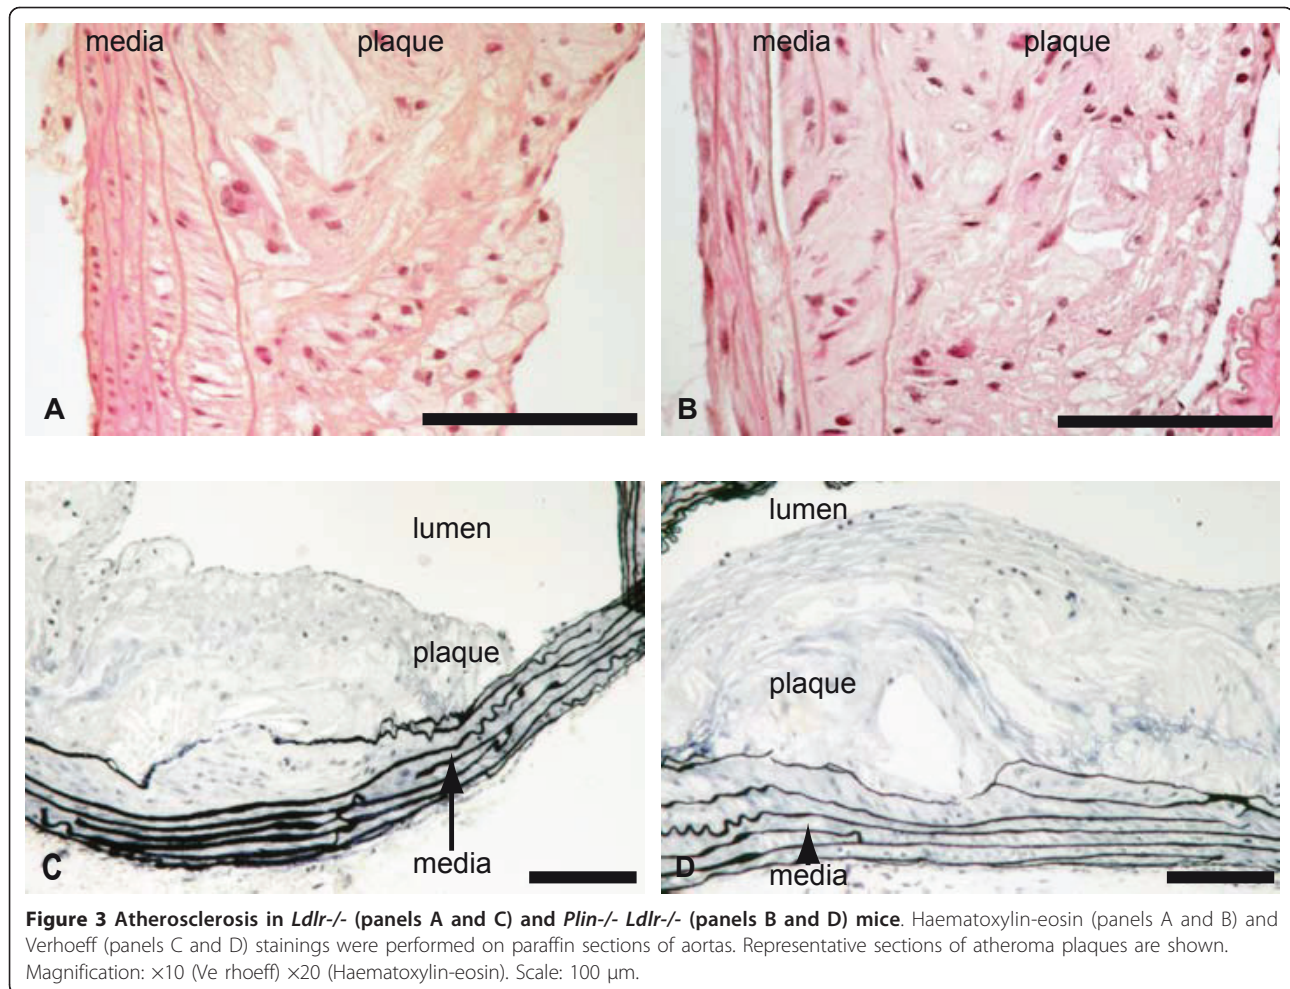 media
plaque
media
plaque
A
B
lumen
plaque
media
C
lumen
plaque
media
D
Figure 3 Atherosclerosis in Ldlr-/- (panels A and C) and Plin-/- Ldlr-/- (panels B and D) mice. Haematoxylin-eosin (panels A and B) and
Verhoeff (panels C and D) stainings were performed on paraffin sections of aortas. Representative sections of atheroma plaques are shown.
Magnification: ×10 (Ve rhoeff) ×20 (Haematoxylin-eosin). Scale: 100 μm.